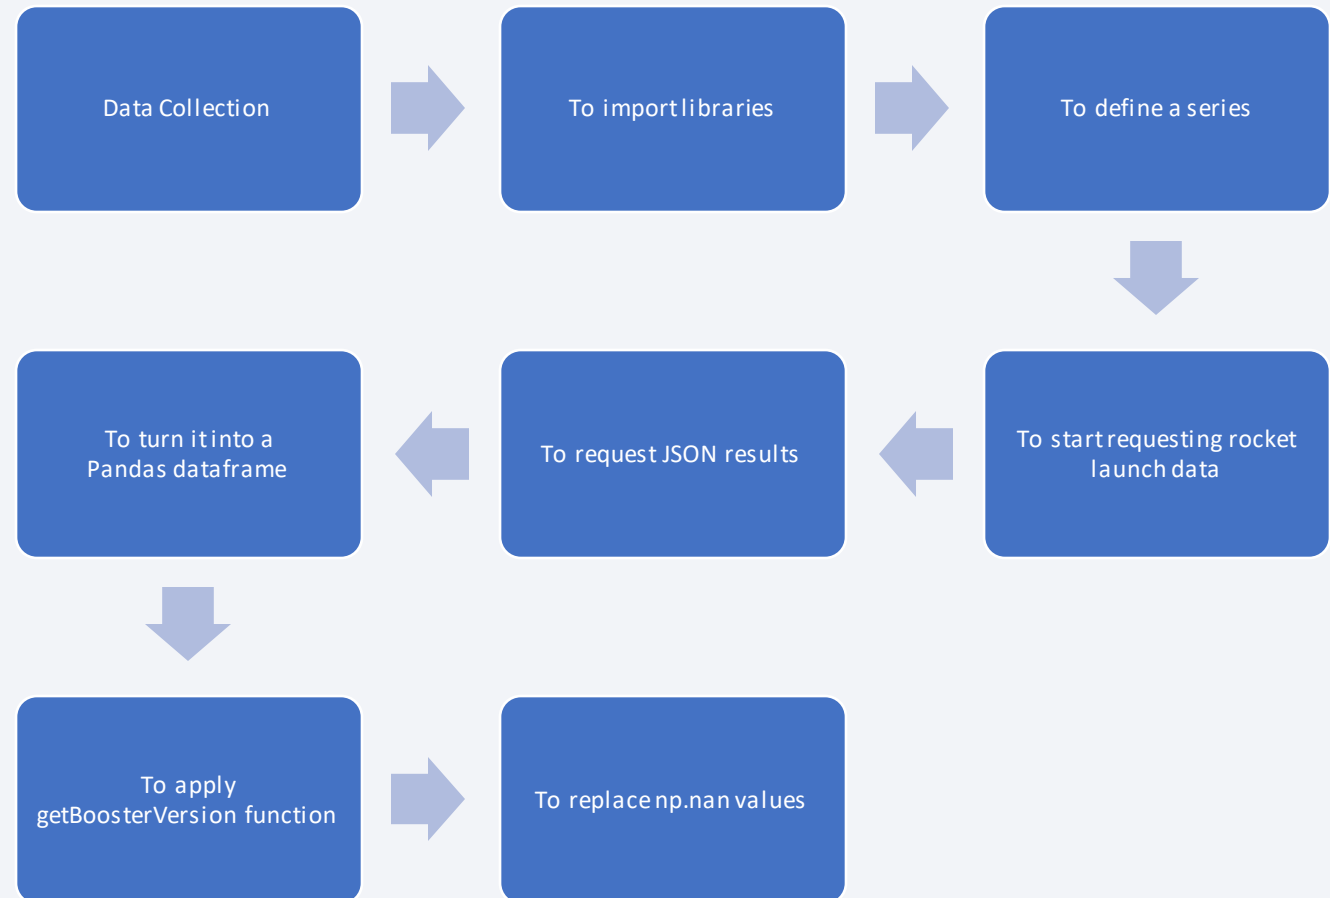 Data Collection
To import libraries
To define a series
To start requesting rocket
launch data
To request JSON results
To turn it into a
Pandas dataframe
To apply
getBoosterVersion function
To replace np.nan values